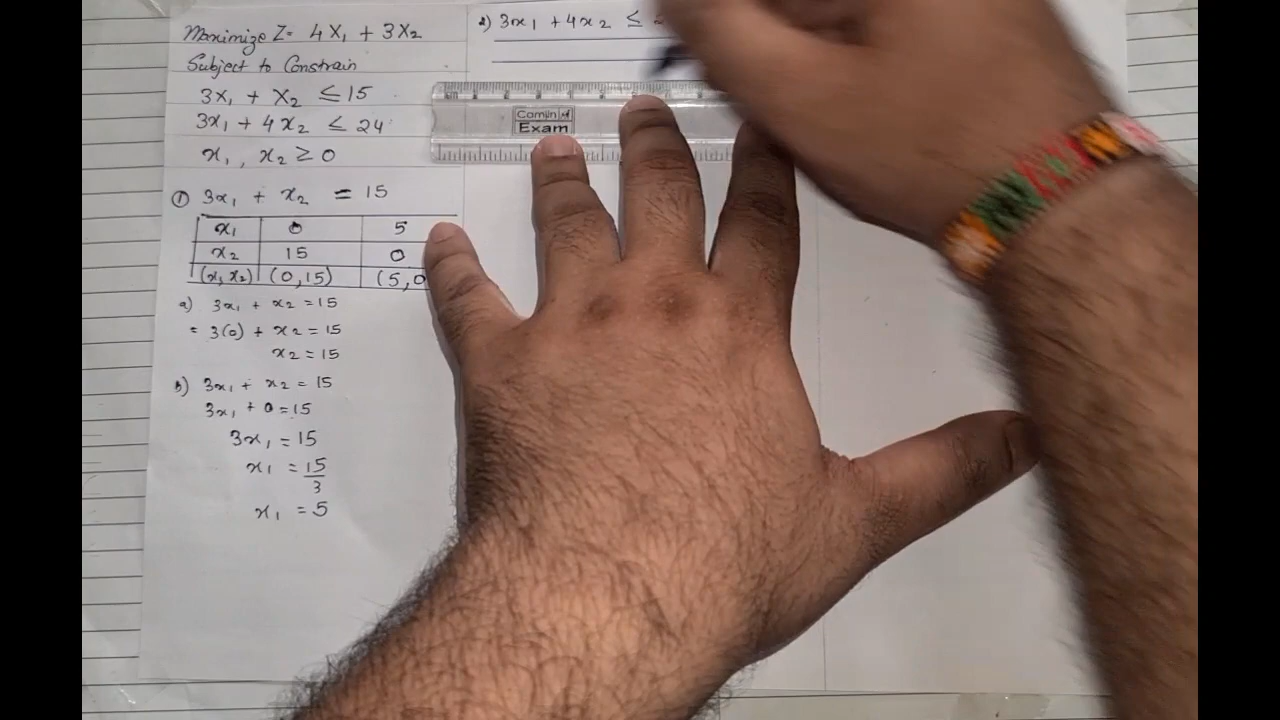 Maximize Z= 4X₁ + 3X₂
Subject to Constrain
3X₁ + X₂ ≤ 15
3X₁ + 4X₂ ≤ 24
x₁, x₂ ≥ 0
① 3x₁ + x₂ = 15
x₁ 0 5
x₂ 15 0
(x₁ x₂) (0,15) (5,0
a) 3x₁ + x₂ = 15
= 3(0) + x₂ = 15
x₂ = 15
b) 3x₁ + x₂ = 15
3x₁ + 0 = 15
3x₁ = 15
x₁ = 15/3
x₁ = 5
2) 3x₁ + 4x₂ ≤
cm
Camlin
Exam